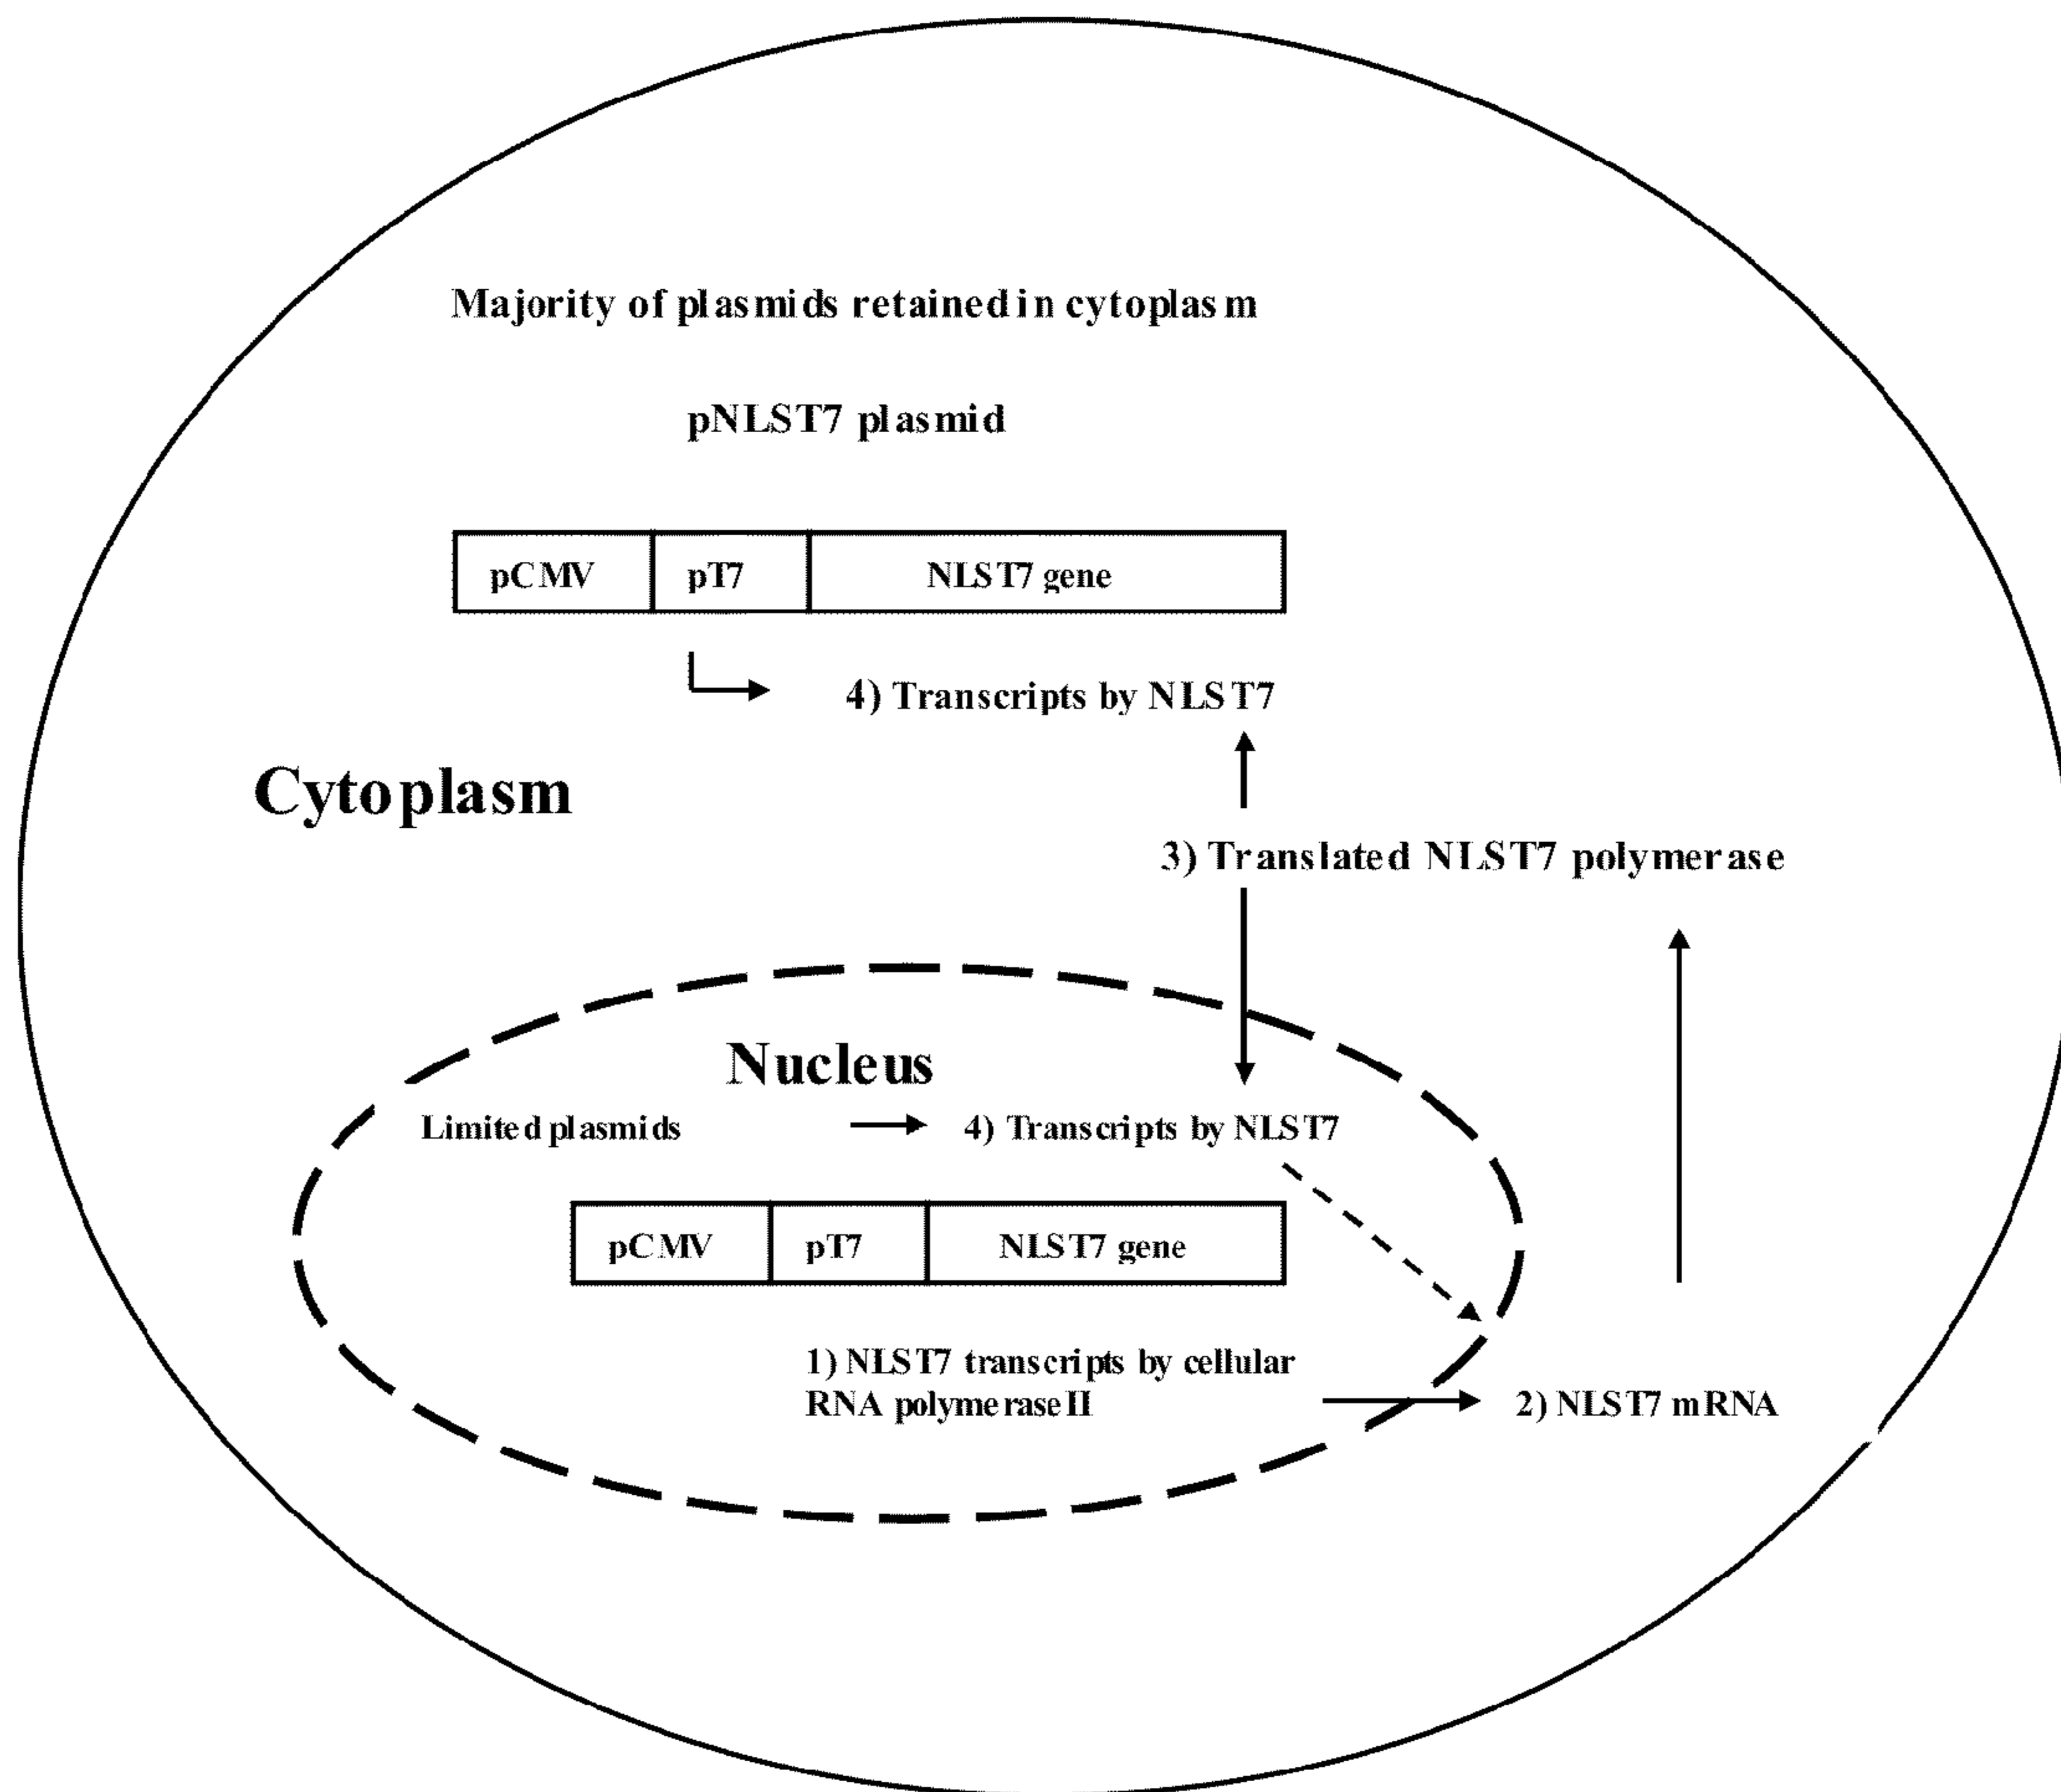 Majority of plasmids retained in cytoplasm
pNLST7 plasmid
pCMV pT7 NLST7 gene
4) Transcripts by NLST7
Cytoplasm
3) Translated NLST7 polymerase
Nucleus
Limited plasmids 4) Transcripts by NLST7
pCMV pT7 NLST7 gene
1) NLST7 transcripts by cellular
RNA polymerase II
2) NLST7 mRNA